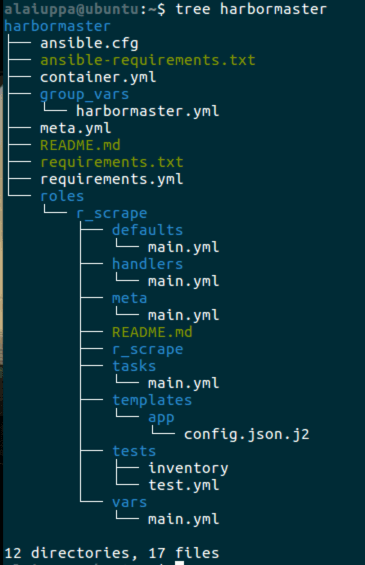 alaiuppa@ubuntu:~$ tree harbormaster
harbormaster
├── ansible.cfg
├── ansible-requirements.txt
├── container.yml
├── group_vars
│   └── harbormaster.yml
├── meta.yml
├── README.md
├── requirements.txt
├── requirements.yml
└── roles
    └── r_scrape
        ├── defaults
        │   └── main.yml
        ├── handlers
        │   └── main.yml
        ├── meta
        │   └── main.yml
        ├── README.md
        ├── r_scrape
        ├── tasks
        │   └── main.yml
        ├── templates
        │   └── app
        │       └── config.json.j2
        ├── tests
        │   ├── inventory
        │   └── test.yml
        └── vars
            └── main.yml

12 directories, 17 files